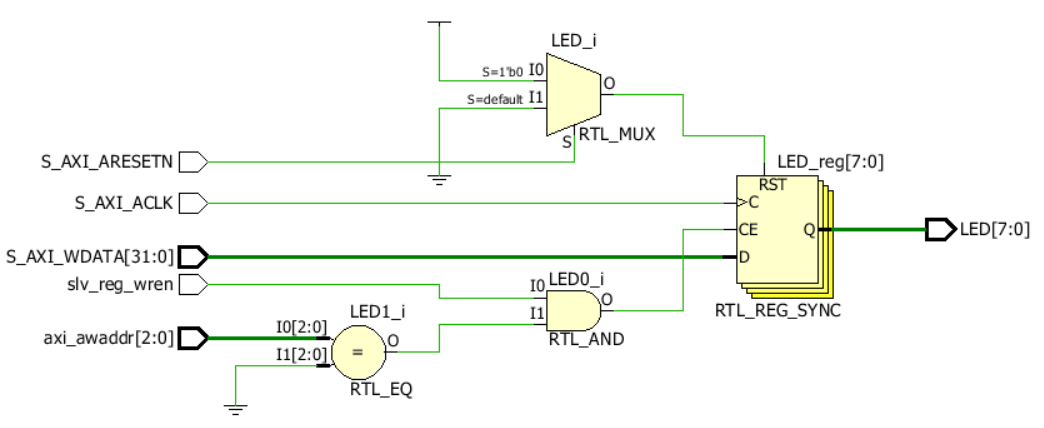 LED_i
S=1'b0 I0
O
S=default I1
S
RTL_MUX
S_AXI_ARESETN
LED_reg[7:0]
RST
S_AXI_ACLK
C
CE
Q
LED[7:0]
S_AXI_WDATA[31:0]
D
slv_reg_wren
LED0_i
I0
O
I1
RTL_AND
RTL_REG_SYNC
LED1_i
axi_awaddr[2:0]
I0[2:0]
O
I1[2:0]
=
RTL_EQ